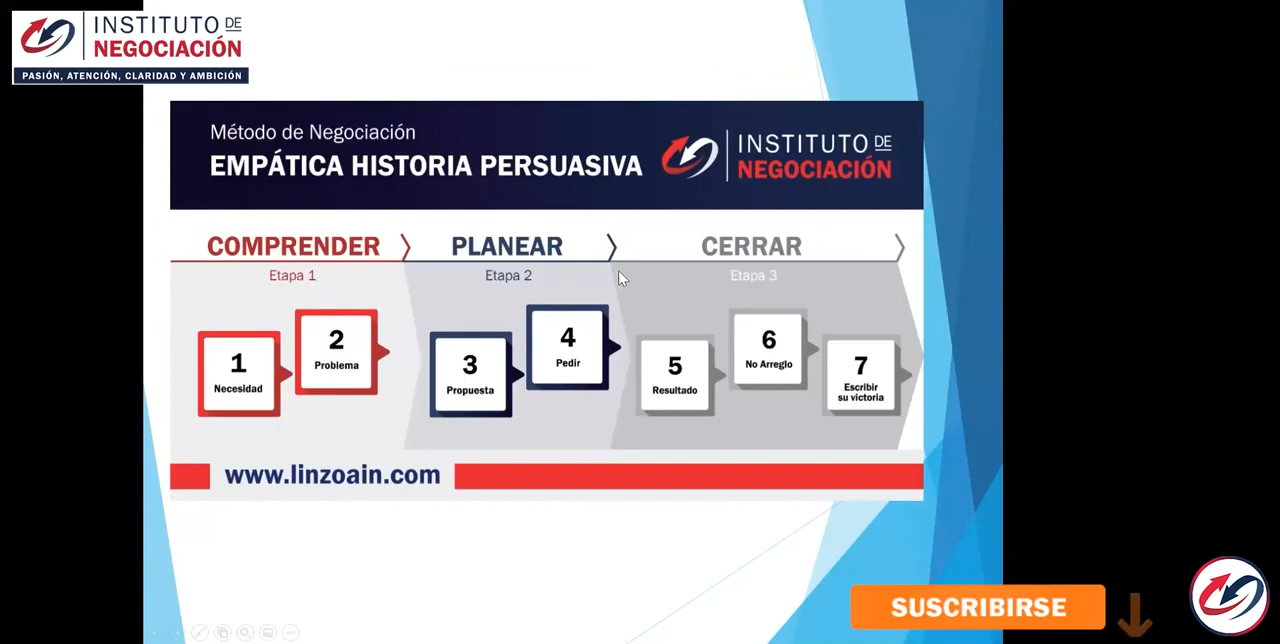 INSTITUTO DE
NEGOCIACIÓN
PASIÓN, ATENCIÓN, CLARIDAD Y AMBICIÓN
Método de Negociación
EMPÁTICA HISTORIA PERSUASIVA
INSTITUTO DE
NEGOCIACIÓN
COMPRENDER
Etapa 1
PLANEAR
Etapa 2
CERRAR
Etapa 3
1
Necesidad
2
Problema
3
Propuesta
4
Pedir
5
Resultado
6
No Arreglo
7
Escribir
su victoria
www.linzoain.com
SUSCRIBIRSE